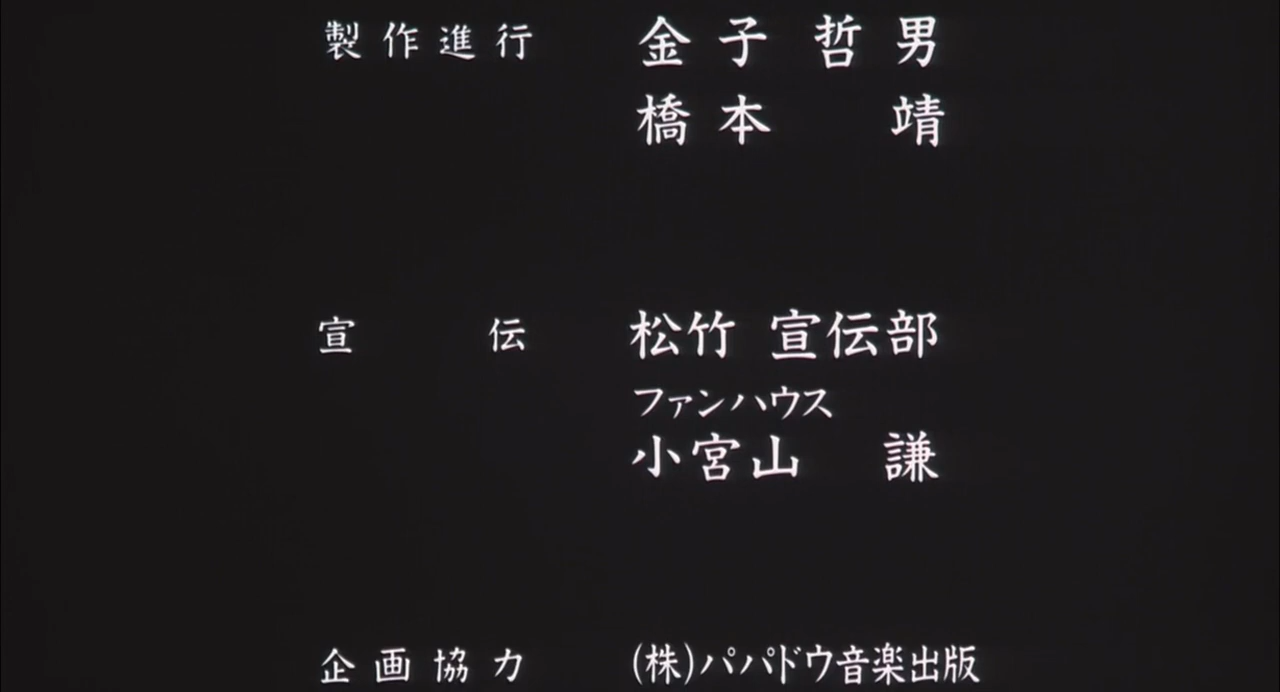 製作進行 金子哲男
橋本 靖
宣伝 松竹 宣伝部
ファンハウス
小宮山 謙
企画協力 (株)パパドウ音楽出版